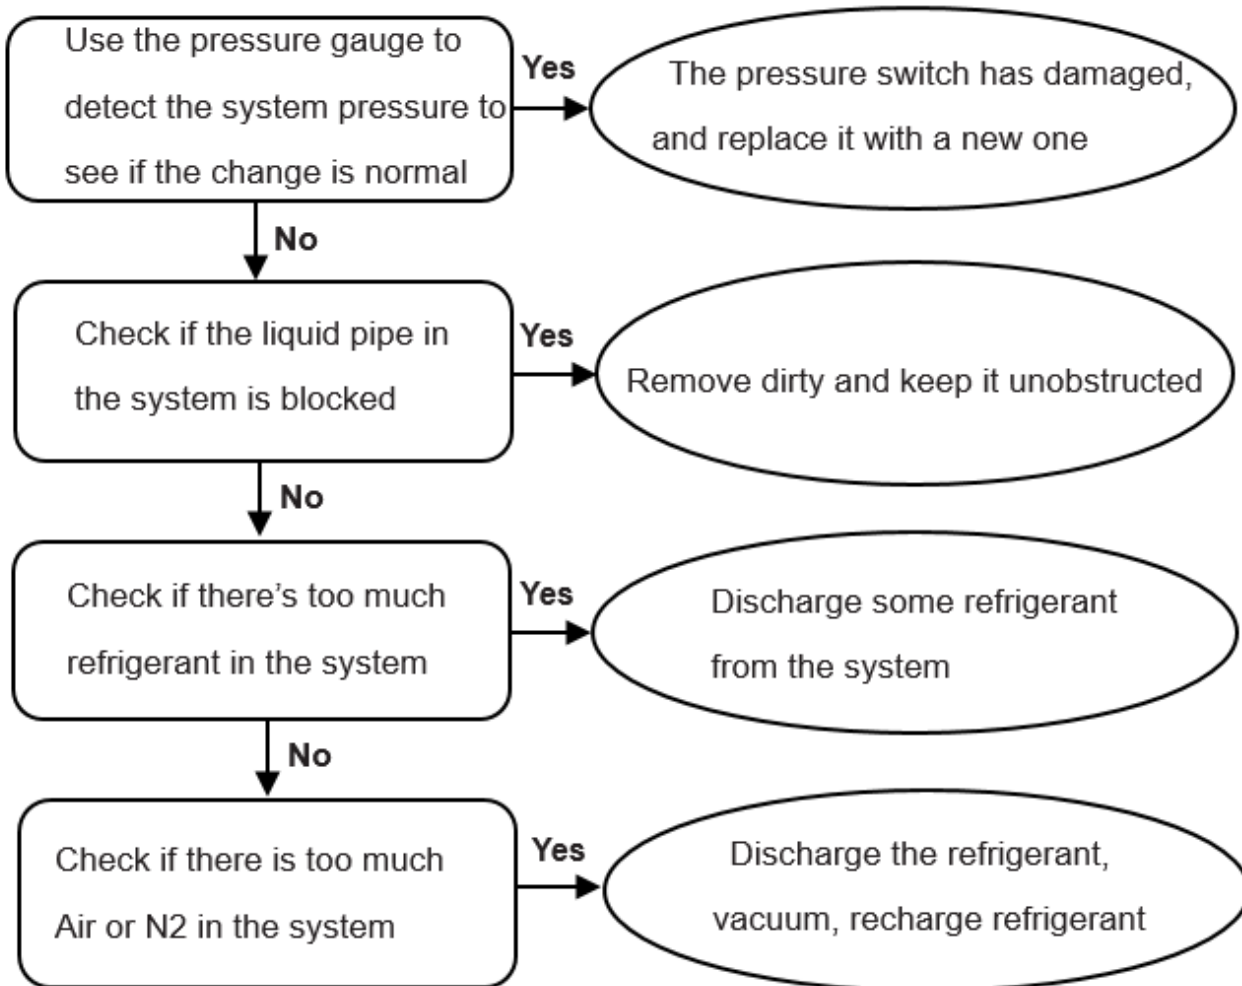 Use the pressure gauge to
detect the system pressure to
see if the change is normal
Yes
The pressure switch has damaged,
and replace it with a new one
No
Check if the liquid pipe in
the system is blocked
Yes
Remove dirty and keep it unobstructed
No
Check if there’s too much
refrigerant in the system
Yes
Discharge some refrigerant
from the system
No
Check if there is too much
Air or N2 in the system
Yes
Discharge the refrigerant,
vacuum, recharge refrigerant